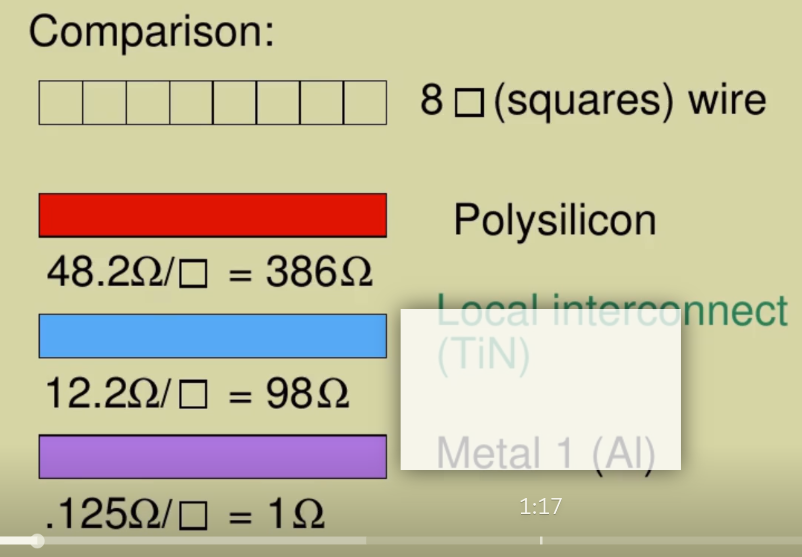 Comparison:
8 □ (squares) wire
Polysilicon
48.2Ω/□ = 386Ω
Local interconnect
(TiN)
12.2Ω/□ = 98Ω
Metal 1 (Al)
.125Ω/□ = 1Ω
1:17